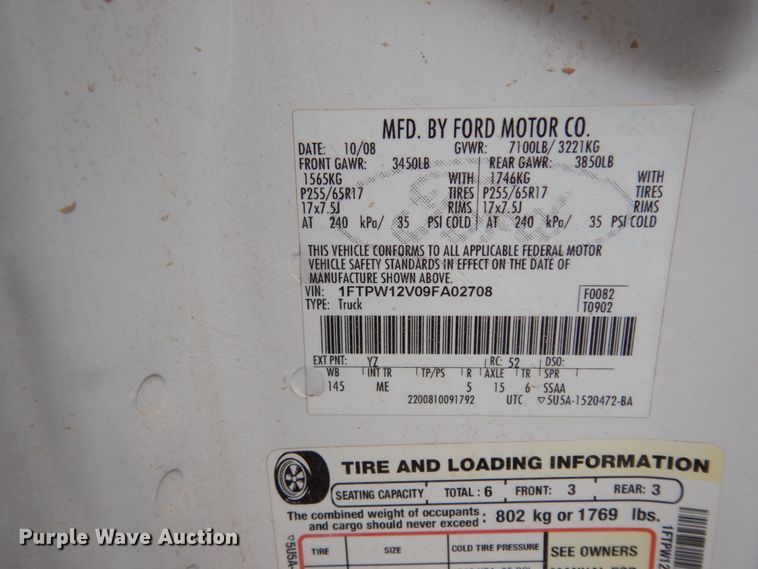 MFD. BY FORD MOTOR CO.
DATE: 10/08 GVWR: 7100LB/ 3221KG
FRONT GAWR: 3450LB REAR GAWR: 3850LB
1565KG WITH 1746KG WITH
P255/65R17 TIRES P255/65R17 TIRES
17x7.5J RIMS 17x7.5J RIMS
AT 240 kPa/ 35 PSI COLD AT 240 kPa/ 35 PSI COLD
THIS VEHICLE CONFORMS TO ALL APPLICABLE FEDERAL MOTOR
VEHICLE SAFETY STANDARDS IN EFFECT ON THE DATE OF
MANUFACTURE SHOWN ABOVE.
VIN: 1FTPW12V09FA02708 F0082
TYPE: Truck T0902
EXT PNT: YZ RC: 52 DSO:
WB INT TR TP/PS R AXLE TR SPR
145 ME 5 15 6 SSAA
2200810091792 UTC ▽5U5A-1520472-BA
TIRE AND LOADING INFORMATION
SEATING CAPACITY TOTAL: 6 FRONT: 3 REAR: 3
The combined weight of occupants
and cargo should never exceed: 802 kg or 1769 lbs.
TIRE SIZE COLD TIRE PRESSURE SEE OWNERS
▽5U5A
1FTPW12
Purple Wave Auction